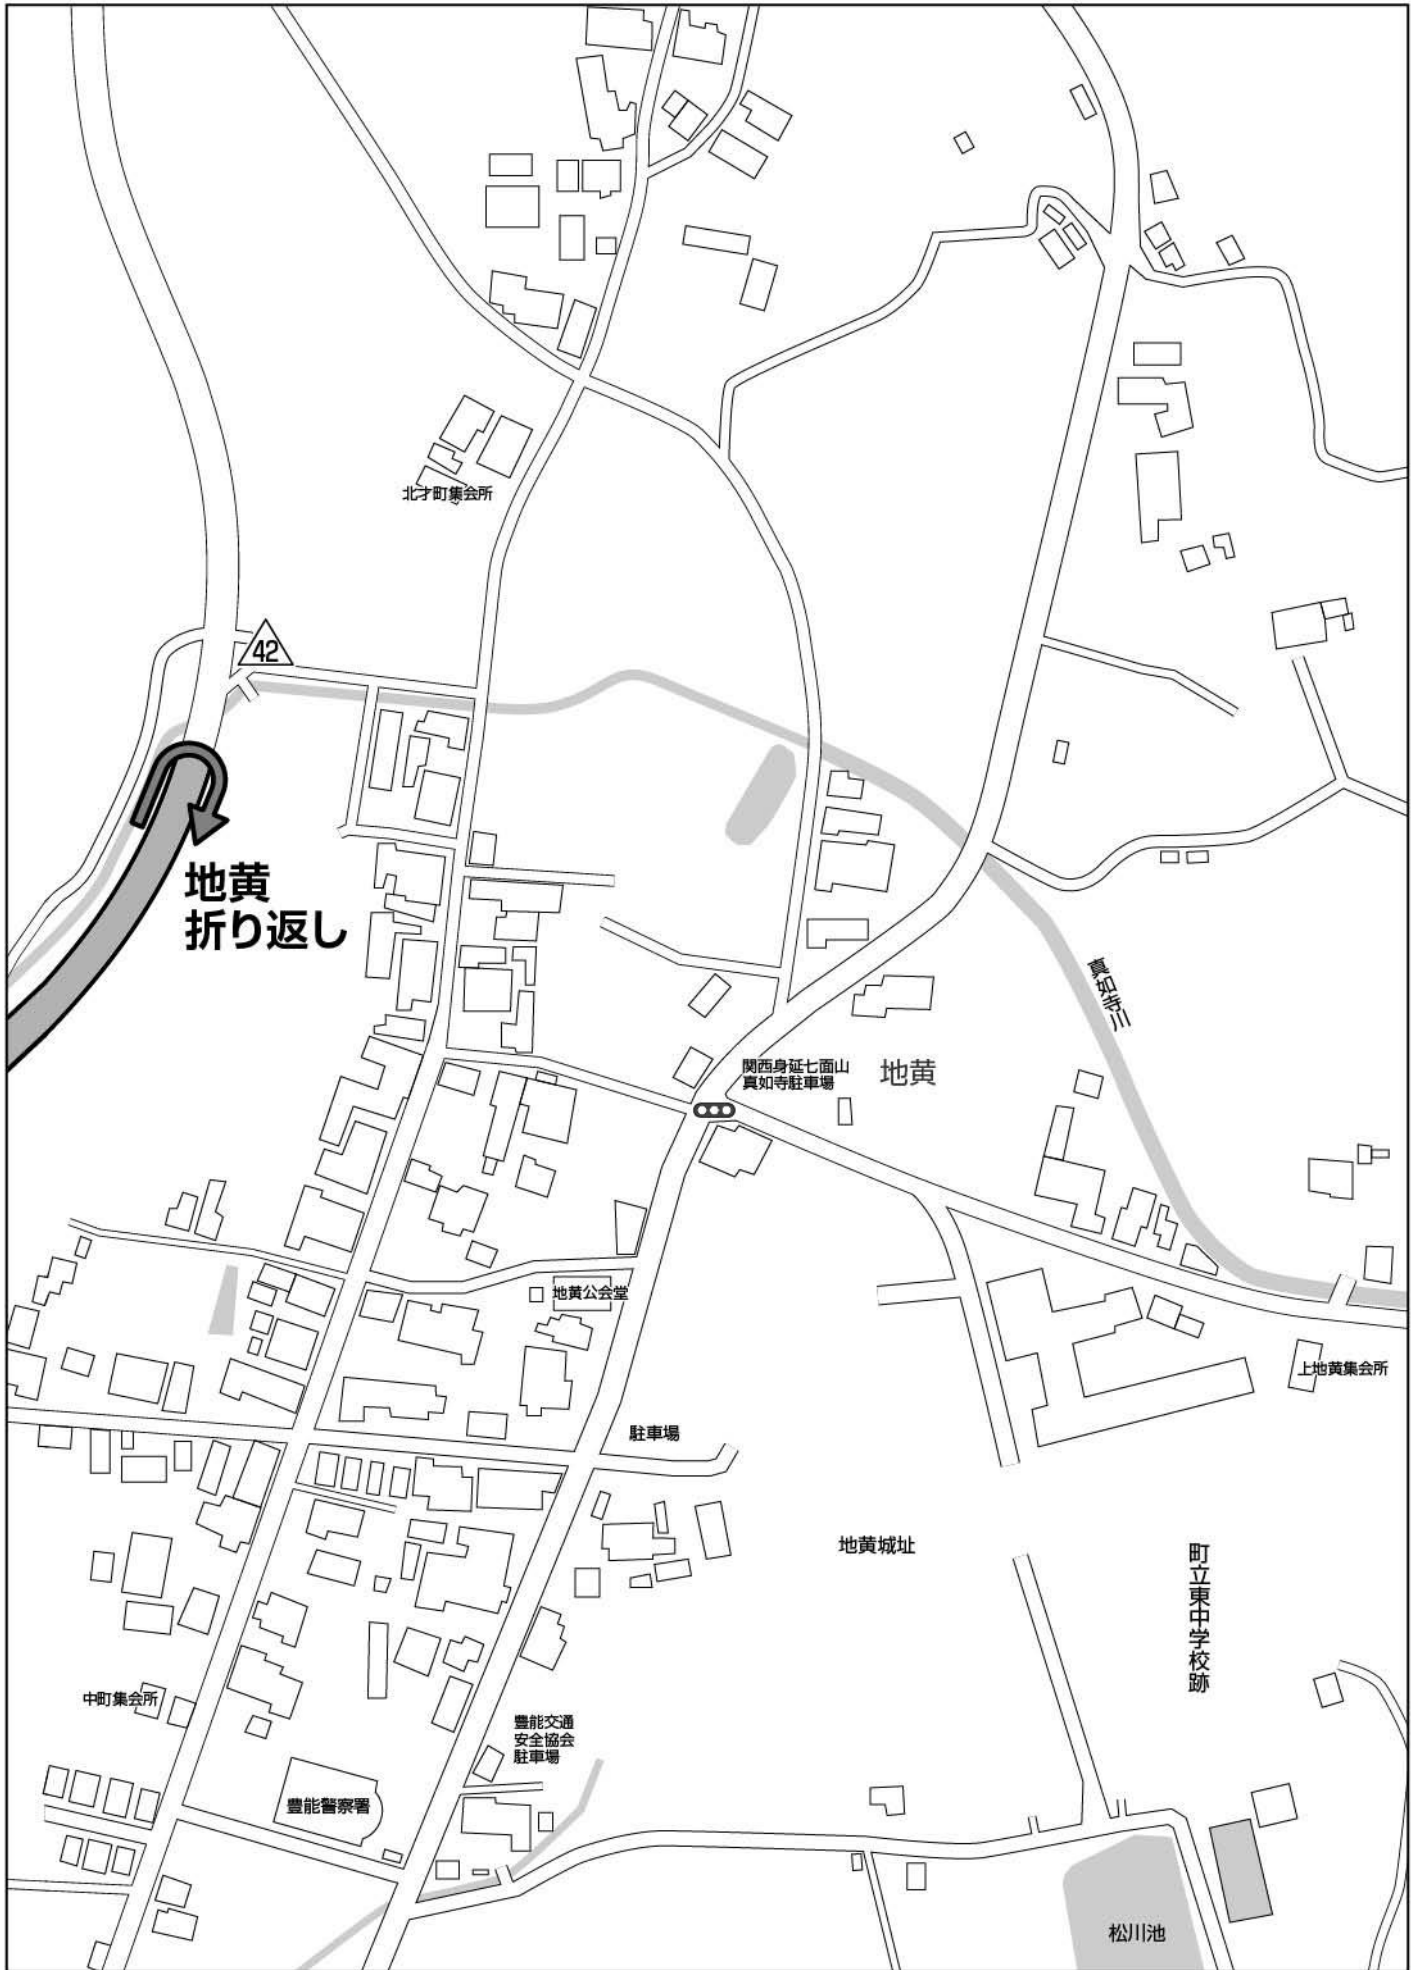 北才町集会所
42
地黄
折り返し
真如寺川
関西身延七面山
真如寺駐車場
地黄
地黄公会堂
上地黄集会所
駐車場
地黄城址
町立東中学校跡
中町集会所
豊能交通
安全協会
駐車場
豊能警察署
松川池